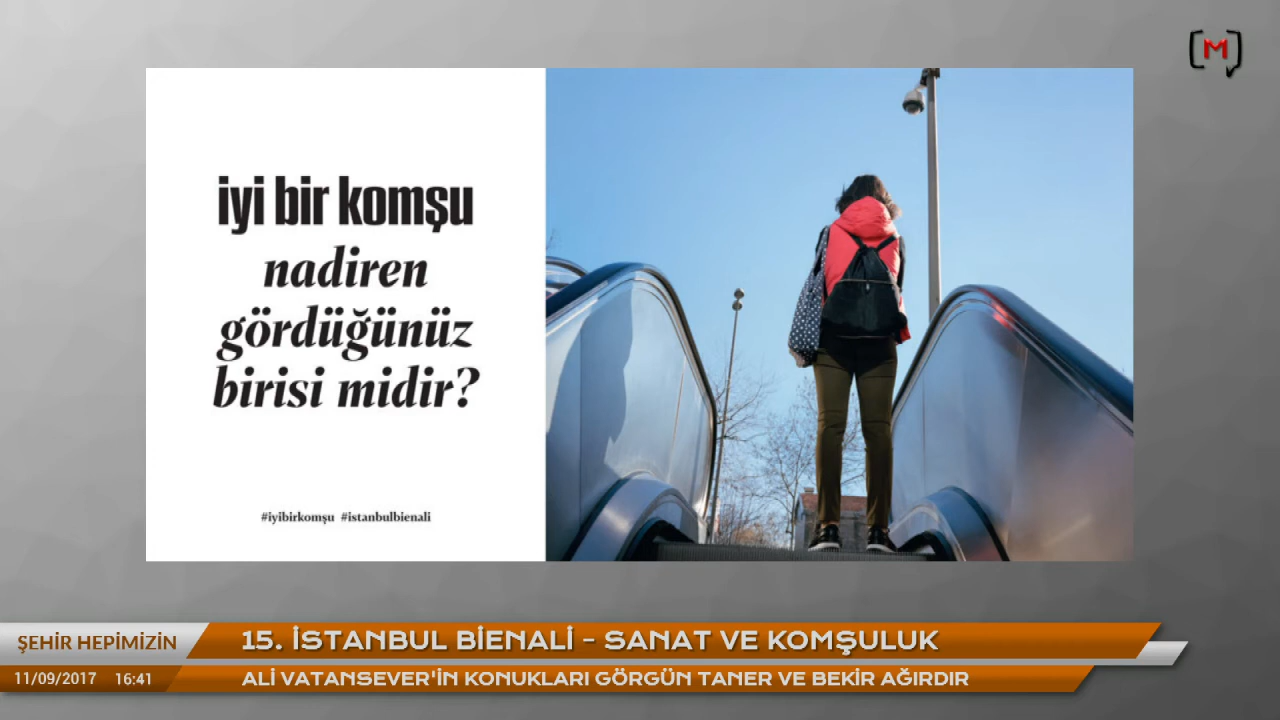 M
iyi bir komşu
nadiren
gördüğünüz
birisi midir?
#iyibirkomşu #istanbulbienali
ŞEHİR HEPİMİZİN
15. İSTANBUL BİENALİ - SANAT VE KOMŞULUK
11/09/2017 16:41
ALİ VATANSEVER'İN KONUKLARI GÖRGÜN TANER VE BEKİR AĞIRDIR